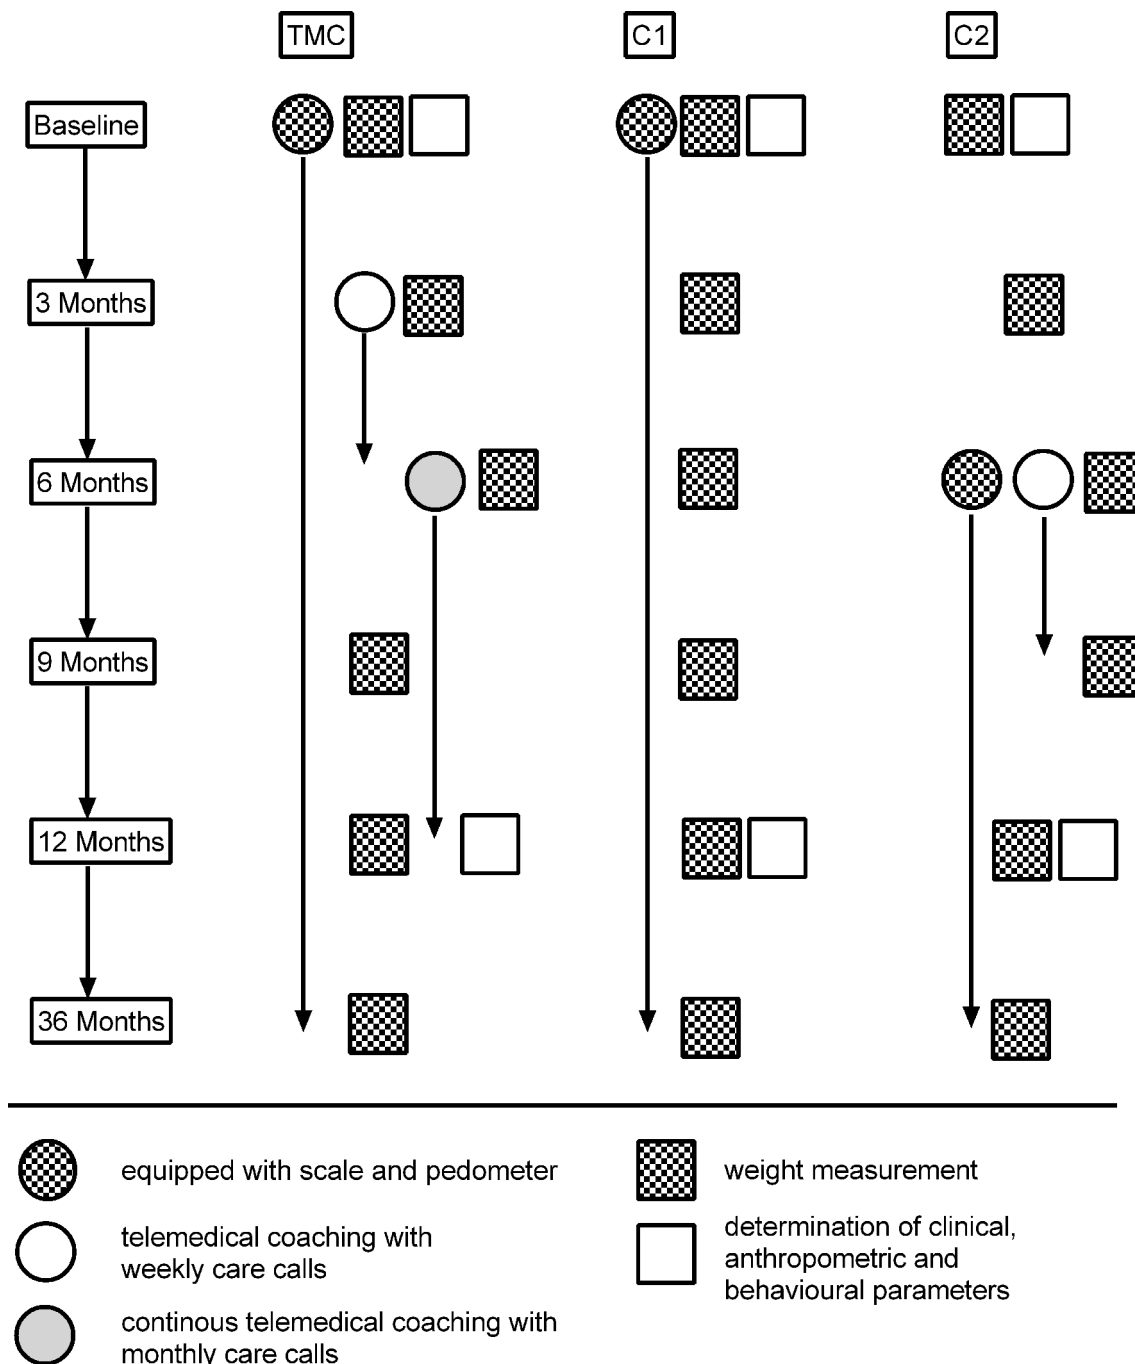 TMC
C1
C2
Baseline
3 Months
6 Months
9 Months
12 Months
36 Months
equipped with scale and pedometer
telemedical coaching with
weekly care calls
continous telemedical coaching with
monthly care calls
weight measurement
determination of clinical,
anthropometric and
behavioural parameters